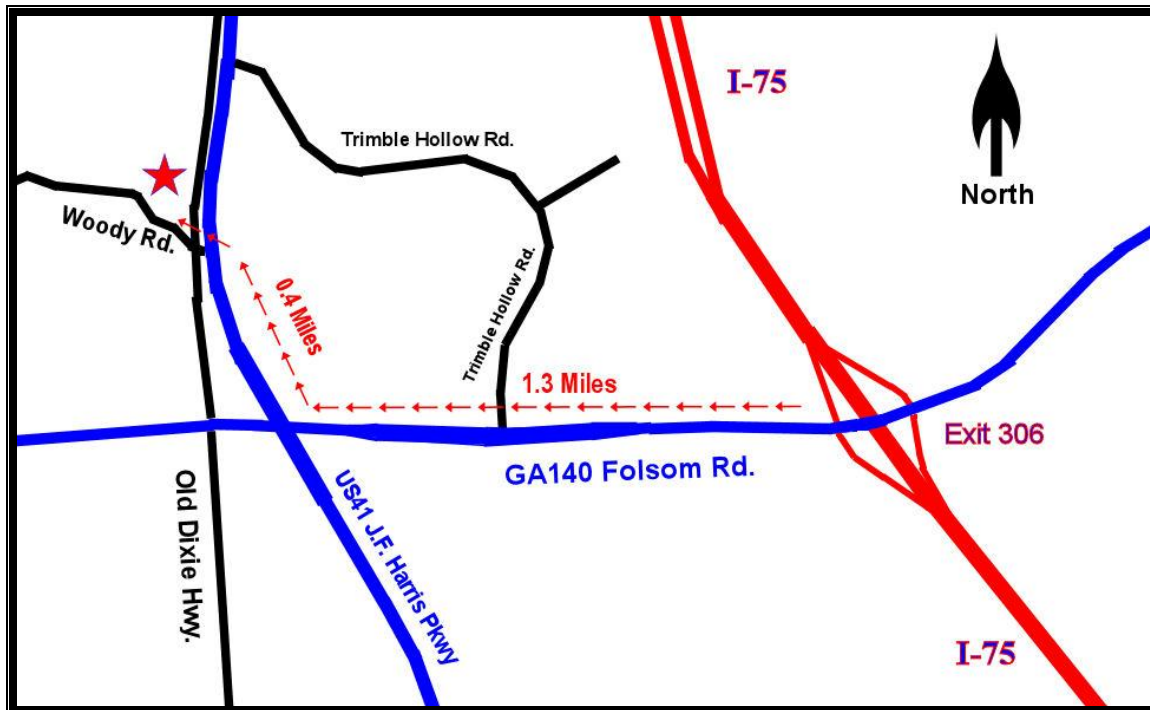 I-75
Trimble Hollow Rd.
North
Woody Rd.
0.4 Miles
Trimble Hollow Rd.
1.3 Miles
Exit 306
GA140 Folsom Rd.
Old Dixie Hwy.
US41 J.F. Harris Pkwy
I-75